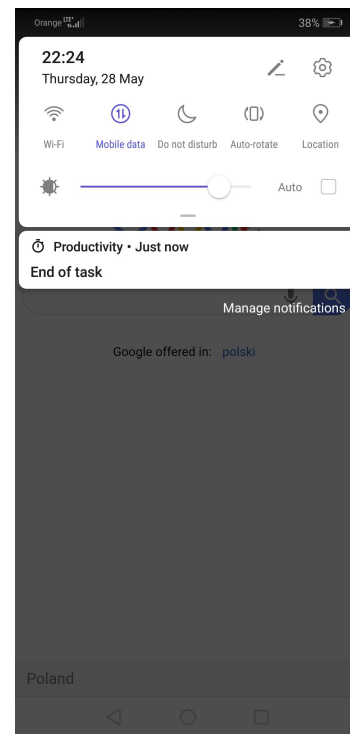 Orange LTE+
38%
22:24
Thursday, 28 May
Wi-Fi Mobile data Do not disturb Auto-rotate Location
Auto
Productivity • Just now
End of task
Manage notifications
Google offered in: polski
Poland